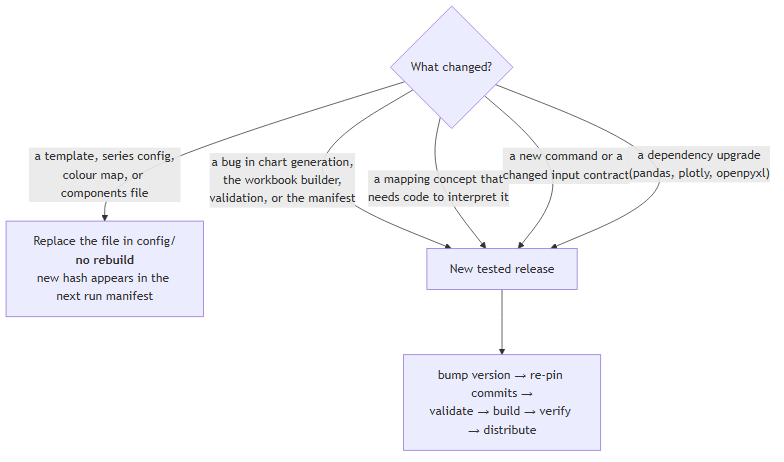 What changed?
a template, series config,
colour map, or
components file
a bug in chart generation,
the workbook builder,
validation, or the manifest
a mapping concept that
needs code to interpret it
a new command or a
changed input contract
a dependency upgrade
(pandas, plotly, openpyxl)
Replace the file in config/
no rebuild
new hash appears in the
next run manifest
New tested release
bump version → re-pin
commits →
validate → build → verify
→ distribute